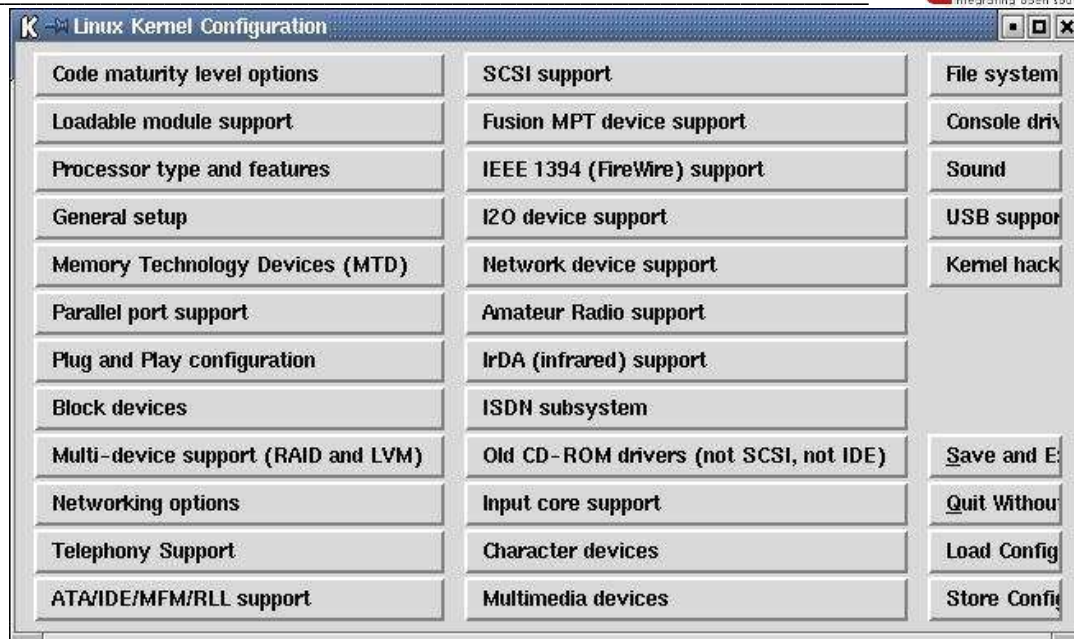 Linux Kernel Configuration
Code maturity level options
Loadable module support
Processor type and features
General setup
Memory Technology Devices (MTD)
Parallel port support
Plug and Play configuration
Block devices
Multi-device support (RAID and LVM)
Networking options
Telephony Support
ATA/IDE/MFM/RLL support
SCSI support
Fusion MPT device support
IEEE 1394 (FireWire) support
I2O device support
Network device support
Amateur Radio support
IrDA (infrared) support
ISDN subsystem
Old CD-ROM drivers (not SCSI, not IDE)
Input core support
Character devices
Multimedia devices
File system
Console driv
Sound
USB suppor
Kernel hack
Save and E
Quit Withou
Load Config
Store Config